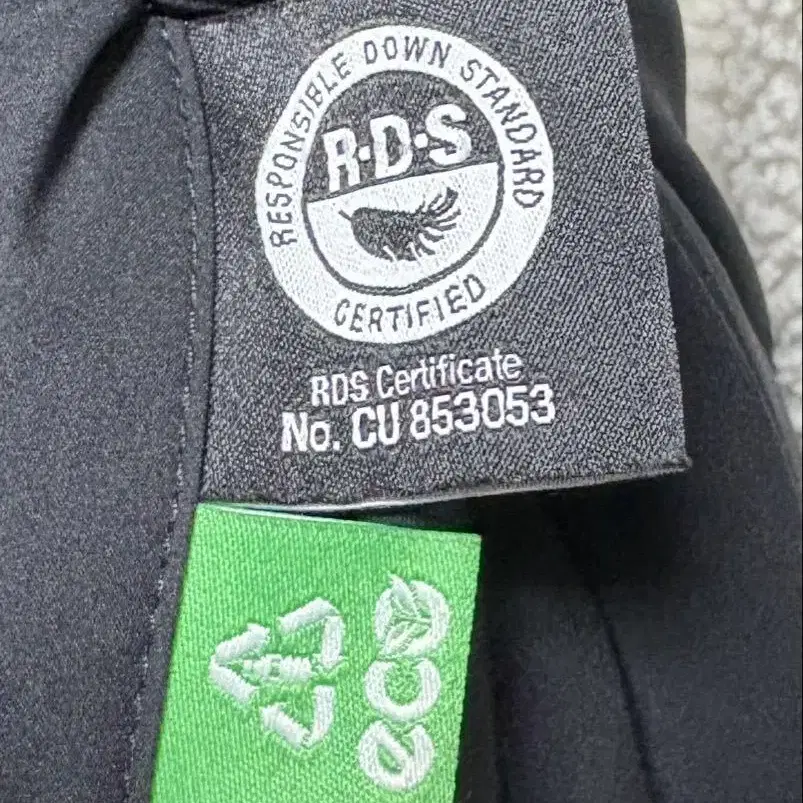 RESPONSIBLE DOWN STANDARD
R·D·S
CERTIFIED
RDS Certificate
No. CU 853053
eco